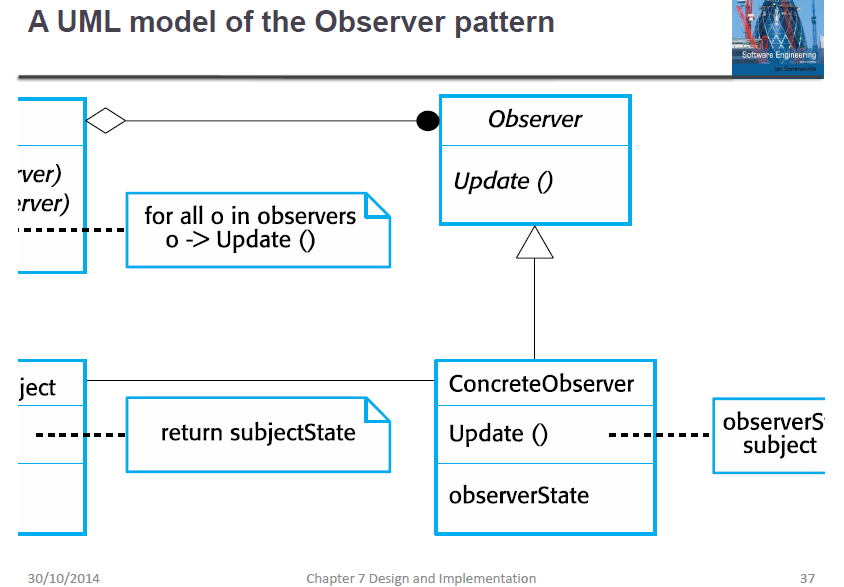 A UML model of the Observer pattern
Software Engineering
Ian Sommerville
Observer
rver)
erver)
Update ()
for all o in observers
o -> Update ()
ject
ConcreteObserver
return subjectState
Update ()
observerS
subject
observerState
30/10/2014
Chapter 7 Design and Implementation
37